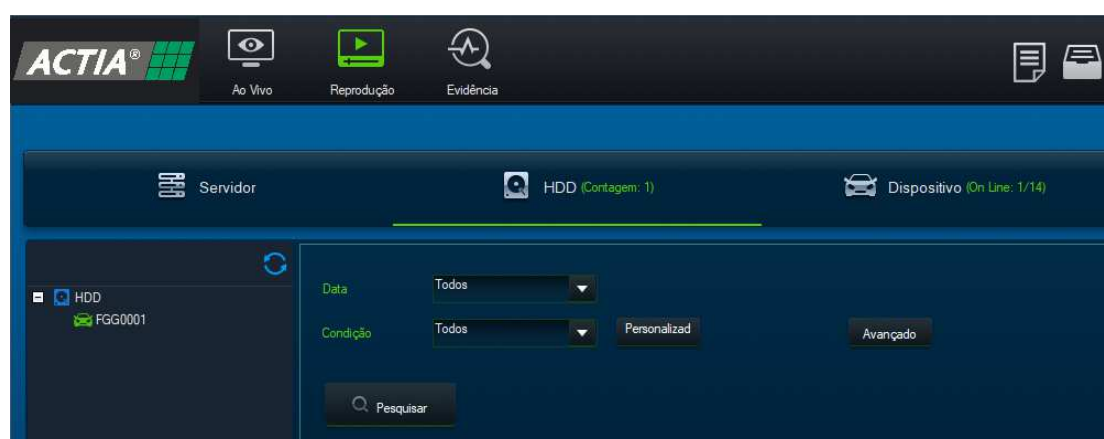 ACTIA®
Ao Vivo
Reprodução
Evidência
Servidor
HDD (Contagem: 1)
Dispositivo (On Line: 1/14)
HDD
FGG0001
Data
Todos
Condição
Todos
Personalizad
Avançado
Pesquisar